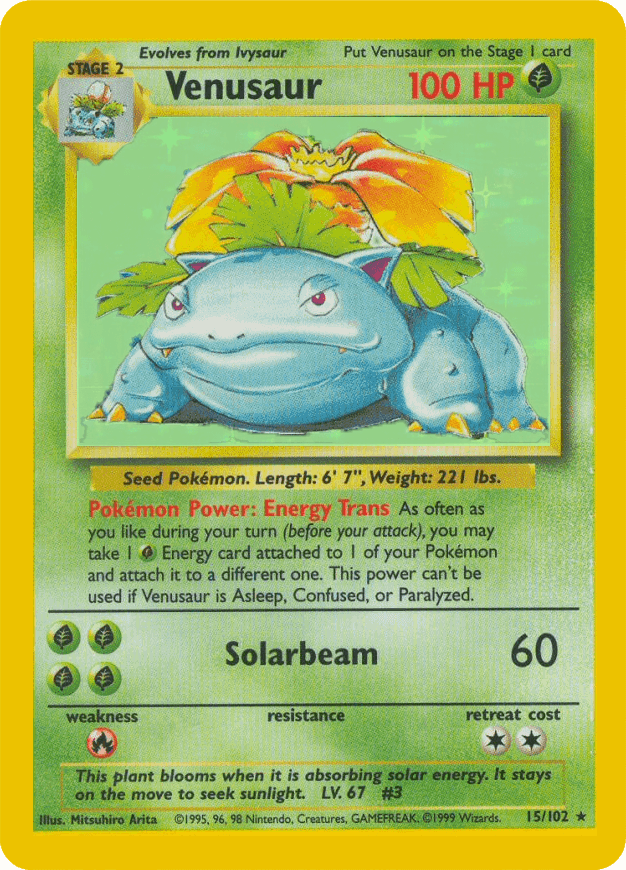 Evolves from Ivysaur Put Venusaur on the Stage 1 card
STAGE 2
Venusaur 100 HP
Seed Pokémon. Length: 6' 7", Weight: 221 lbs.
Pokémon Power: Energy Trans As often as
you like during your turn (before your attack), you may
take 1 Energy card attached to 1 of your Pokémon
and attach it to a different one. This power can't be
used if Venusaur is Asleep, Confused, or Paralyzed.
Solarbeam 60
weakness resistance retreat cost
This plant blooms when it is absorbing solar energy. It stays
on the move to seek sunlight. LV. 67 #3
Illus. Mitsuhiro Arita ©1995, 96, 98 Nintendo, Creatures, GAMEFREAK. ©1999 Wizards. 15/102 ★